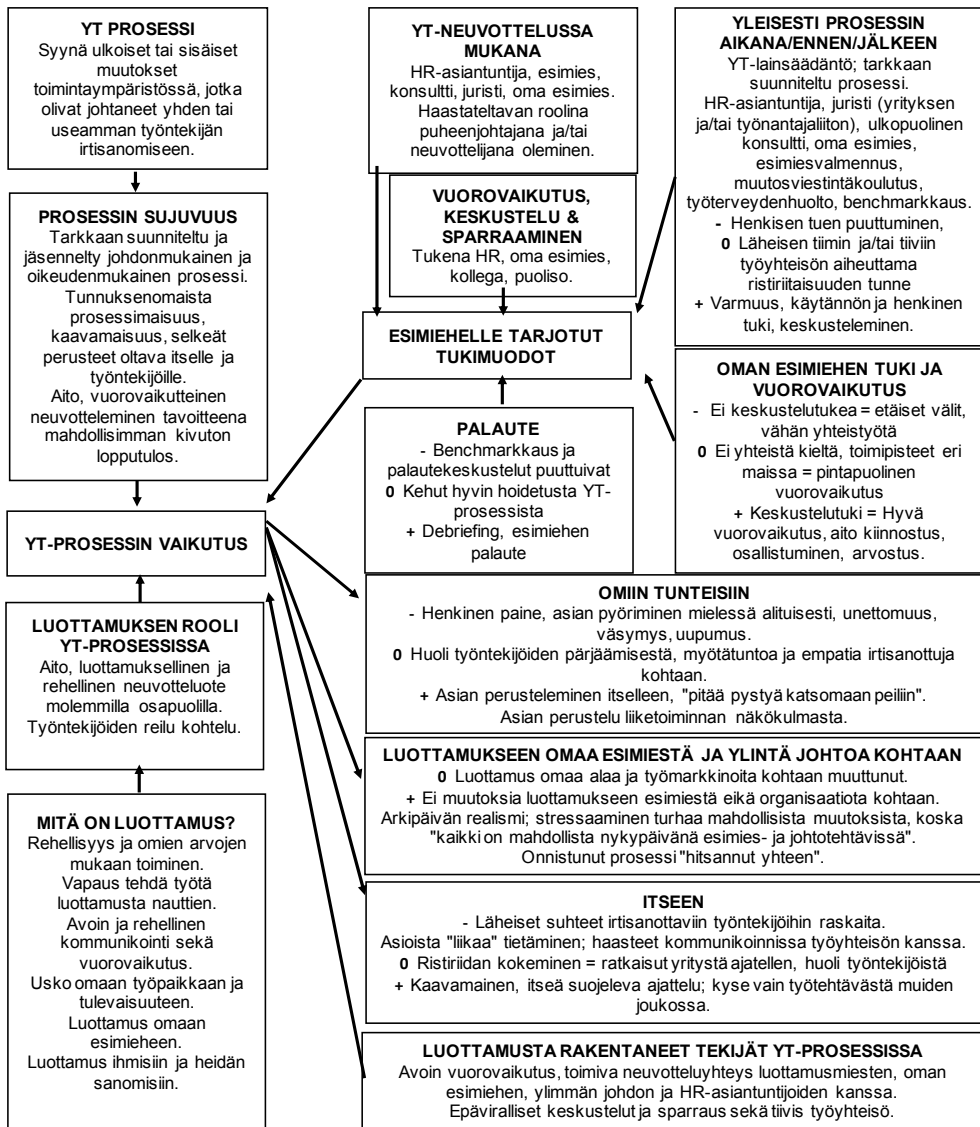 YT PROSESSI
Syynä ulkoiset tai sisäiset
muutokset
toimintaympäristössä, jotka
olivat johtaneet yhden tai
useamman työntekijän
irtisanomiseen.
PROSESSIN SUJUVUUS
Tarkkaan suunniteltu ja
jäsennelty johdonmukainen ja
oikeudenmukainen prosessi.
Tunnuksenomaista
prosessimaisuus,
kaavamaisuus, selkeät
perusteet oltava itselle ja
työntekijöille.
Aito, vuorovaikutteinen
neuvotteleminen tavoitteena
mahdollisimman kivuton
lopputulos.
YT-PROSESSIN VAIKUTUS
LUOTTAMUKSEN ROOLI
YT-PROSESSISSA
Aito, luottamuksellinen ja
rehellinen neuvotteluote
molemmilla osapuolilla.
Työntekijöiden reilu kohtelu.
MITÄ ON LUOTTAMUS?
Rehellisyys ja omien arvojen
mukaan toiminen.
Vapaus tehdä työtä
luottamusta nauttien.
Avoin ja rehellinen
kommunikointi sekä
vuorovaikutus.
Usko omaan työpaikkaan ja
tulevaisuuteen.
Luottamus omaan
esimieheen.
Luottamus ihmisiin ja heidän
sanomisiin.
YT-NEUVOTTELUSSA
MUKANA
HR-asiantuntija, esimies,
konsultti, juristi, oma esimies.
Haastateltavan roolina
puheenjohtajana ja/tai
neuvottelijana oleminen.
VUOROVAIKUTUS,
KESKUSTELU &
SPARRAAMINEN
Tukena HR, oma esimies,
kollega, puoliso.
ESIMIEHELLE TARJOTUT
TUKIMUODOT
PALAUTE
- Benchmarkkaus ja
palautekeskustelut puuttuivat
0 Kehut hyvin hoidetusta YT-
prosessista
+ Debriefing, esimiehen
palaute
YLEISESTI PROSESSIN
AIKANA/ENNEN/JÄLKEEN
YT-lainsäädäntö; tarkkaan
suunniteltu prosessi.
HR-asiantuntija, juristi (yrityksen
ja/tai työnantajaliiton), ulkopuolinen
konsultti, oma esimies,
esimiesvalmennus,
muutosviestintäkoulutus,
työterveydenhuolto, benchmarkkaus.
- Henkisen tuen puuttuminen,
0 Läheisen tiimin ja/tai tiiviin
työyhteisön aiheuttama
ristiriitaisuuden tunne
+ Varmuus, käytännön ja henkinen
tuki, keskusteleminen.
OMAN ESIMIEHEN TUKI JA
VUOROVAIKUTUS
- Ei keskustelutukea = etäiset välit,
vähän yhteistyötä
0 Ei yhteistä kieltä, toimipisteet eri
maissa = pintapuolinen
vuorovaikutus
+ Keskustelutuki = Hyvä
vuorovaikutus, aito kiinnostus,
osallistuminen, arvostus.
OMIIN TUNTEISIIN
- Henkinen paine, asian pyöriminen mielessä alituisesti, unettomuus,
väsymys, uupumus.
0 Huoli työntekijöiden pärjäämisestä, myötätuntoa ja empatia irtisanottuja
kohtaan.
+ Asian perusteleminen itselleen, "pitää pystyä katsomaan peiliin".
Asian perustelu liiketoiminnan näkökulmasta.
LUOTTAMUKSEEN OMAA ESIMIESTÄ JA YLINTÄ JOHTOA KOHTAAN
0 Luottamus omaa alaa ja työmarkkinoita kohtaan muuttunut.
+ Ei muutoksia luottamukseen esimiestä eikä organisaatiota kohtaan.
Arkipäivän realismi; stressaaminen turhaa mahdollisista muutoksista, koska
"kaikki on mahdollista nykypäivänä esimies- ja johtotehtävissä".
Onnistunut prosessi "hitsannut yhteen".
ITSEEN
- Läheiset suhteet irtisanottaviin työntekijöihin raskaita.
Asioista "liikaa" tietäminen; haasteet kommunikoinnissa työyhteisön kanssa.
0 Ristiriidan kokeminen = ratkaisut yritystä ajatellen, huoli työntekijöistä
+ Kaavamainen, itseä suojeleva ajattelu; kyse vain työtehtävästä muiden
joukossa.
LUOTTAMUSTA RAKENTANEET TEKIJÄT YT-PROSESSISSA
Avoin vuorovaikutus, toimiva neuvotteluyhteys luottamusmiesten, oman
esimiehen, ylimmän johdon ja HR-asiantuntijoiden kanssa.
Epäviralliset keskustelut ja sparraus sekä tiivis työyhteisö.